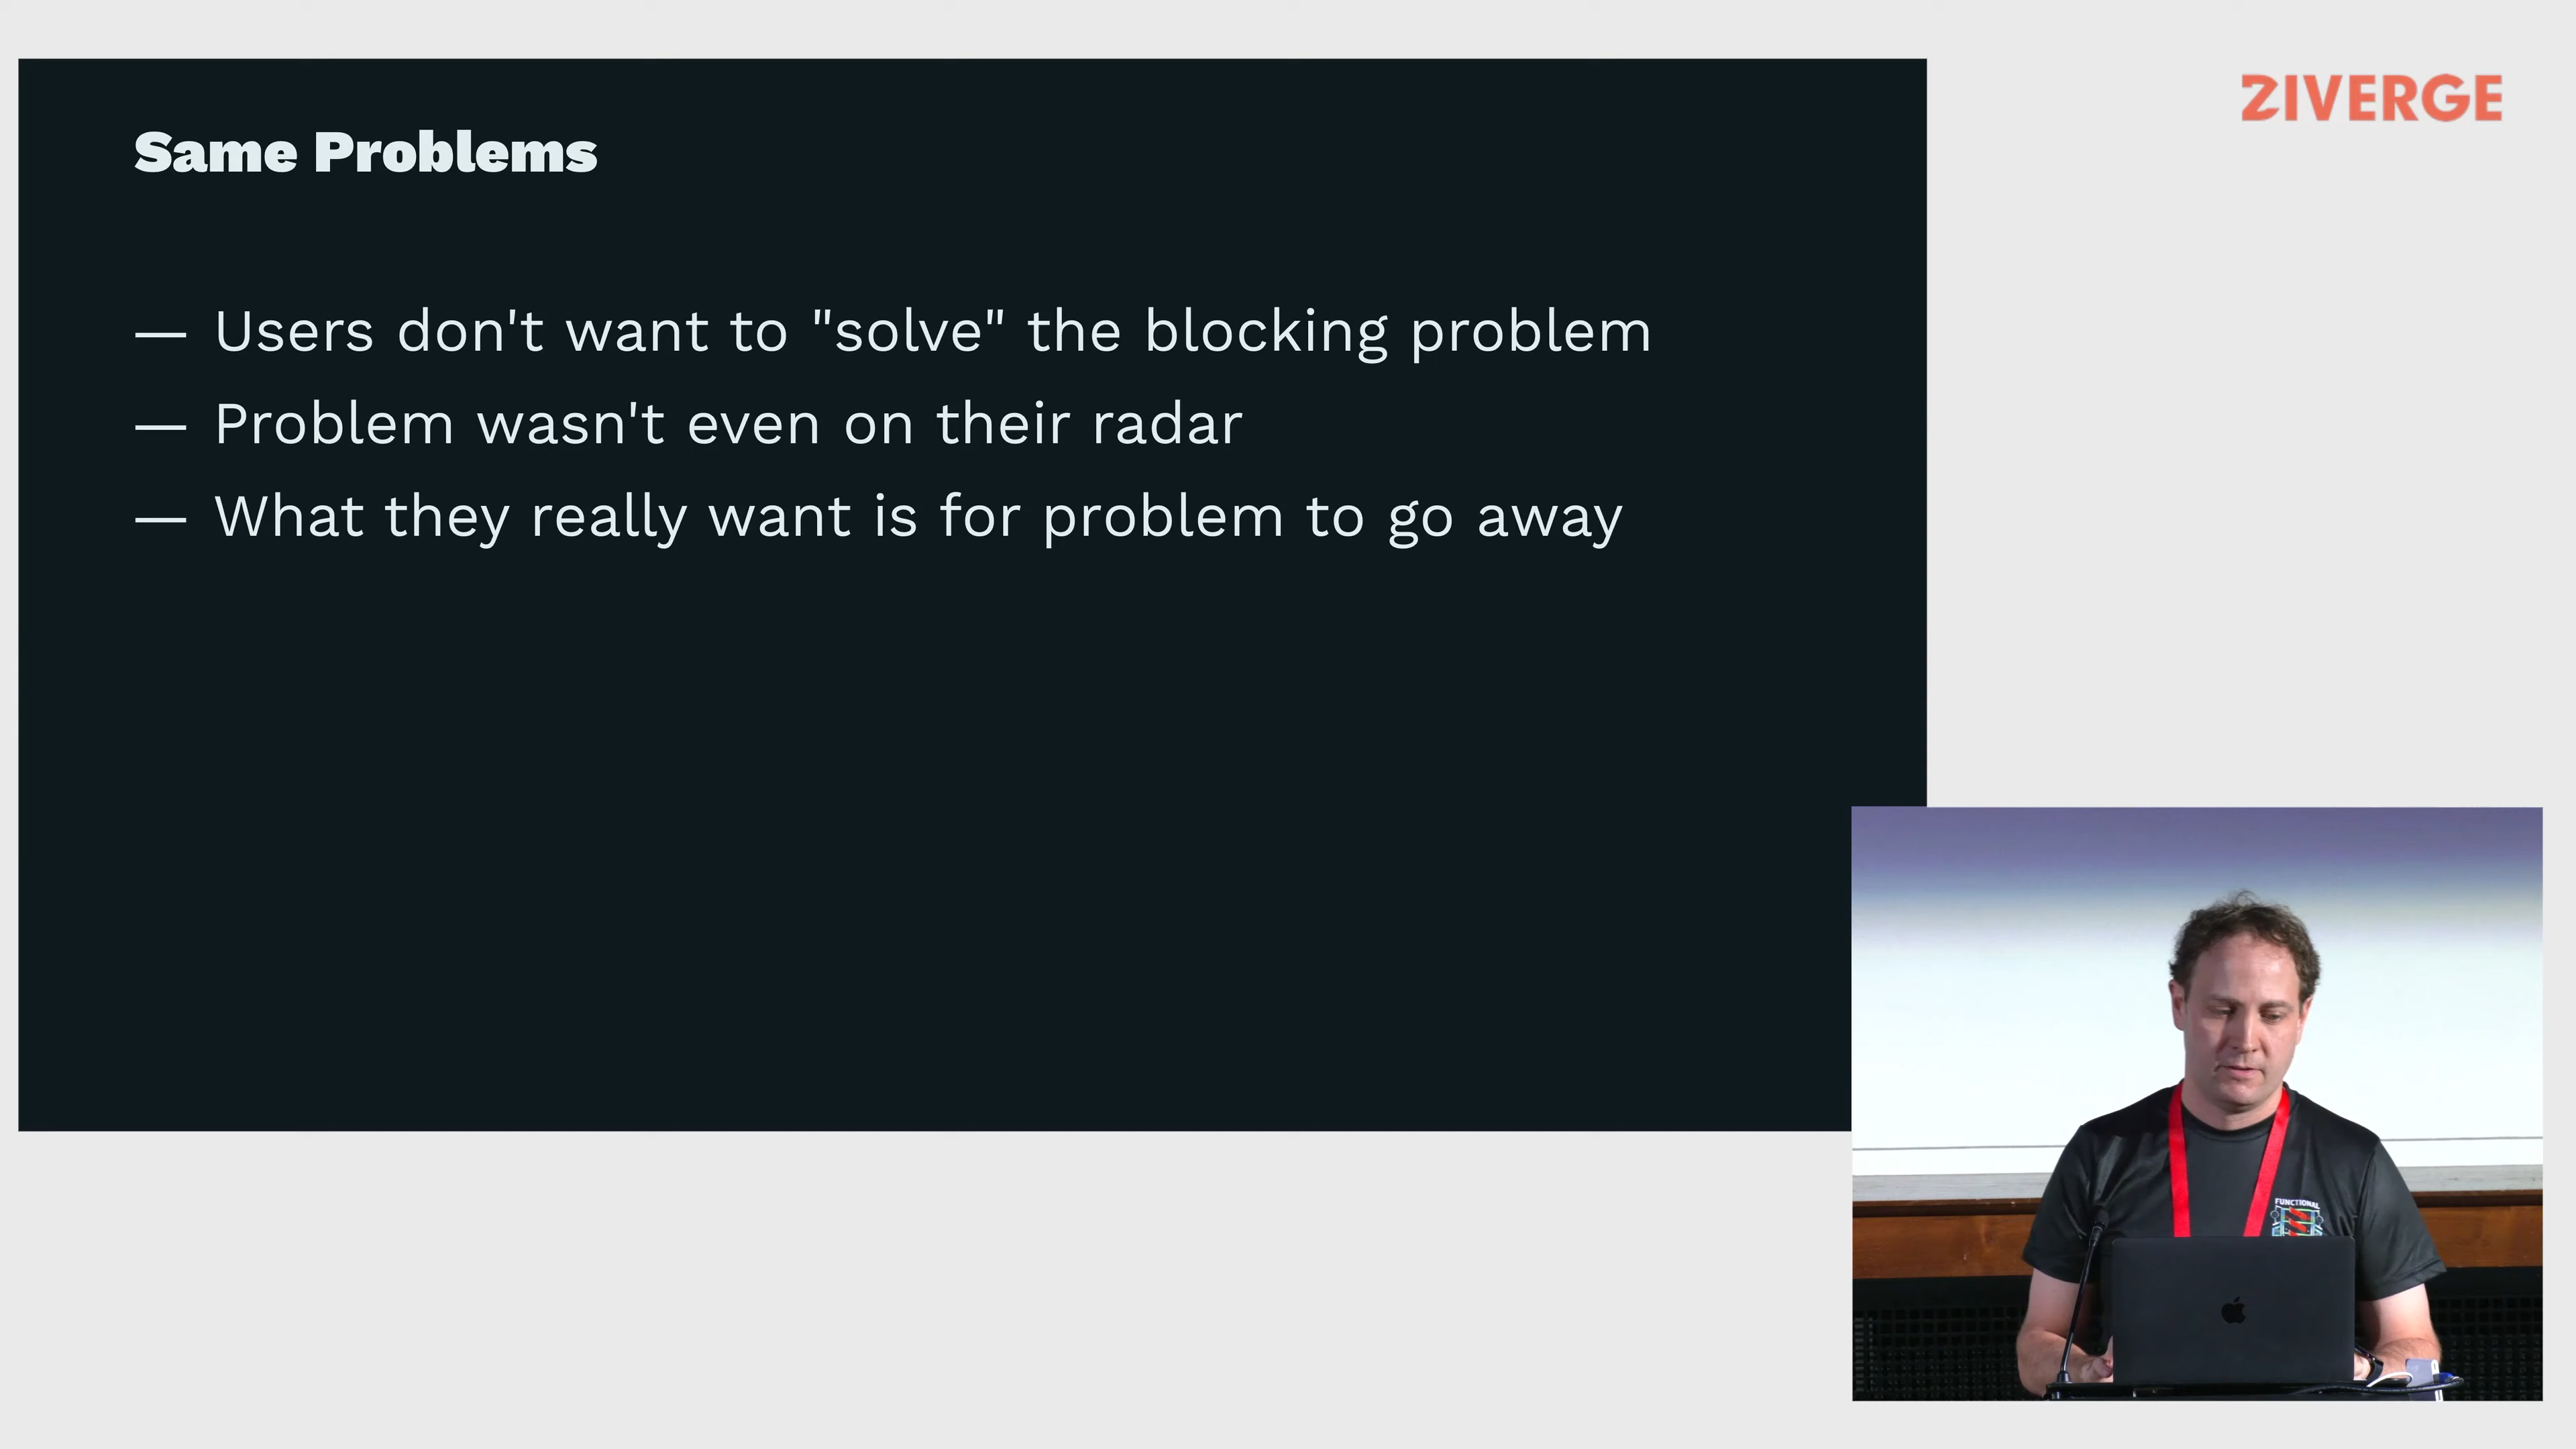 Same Problems
— Users don't want to "solve" the blocking problem
— Problem wasn't even on their radar
— What they really want is for problem to go away
ZIVERGE
FUNCTIONAL